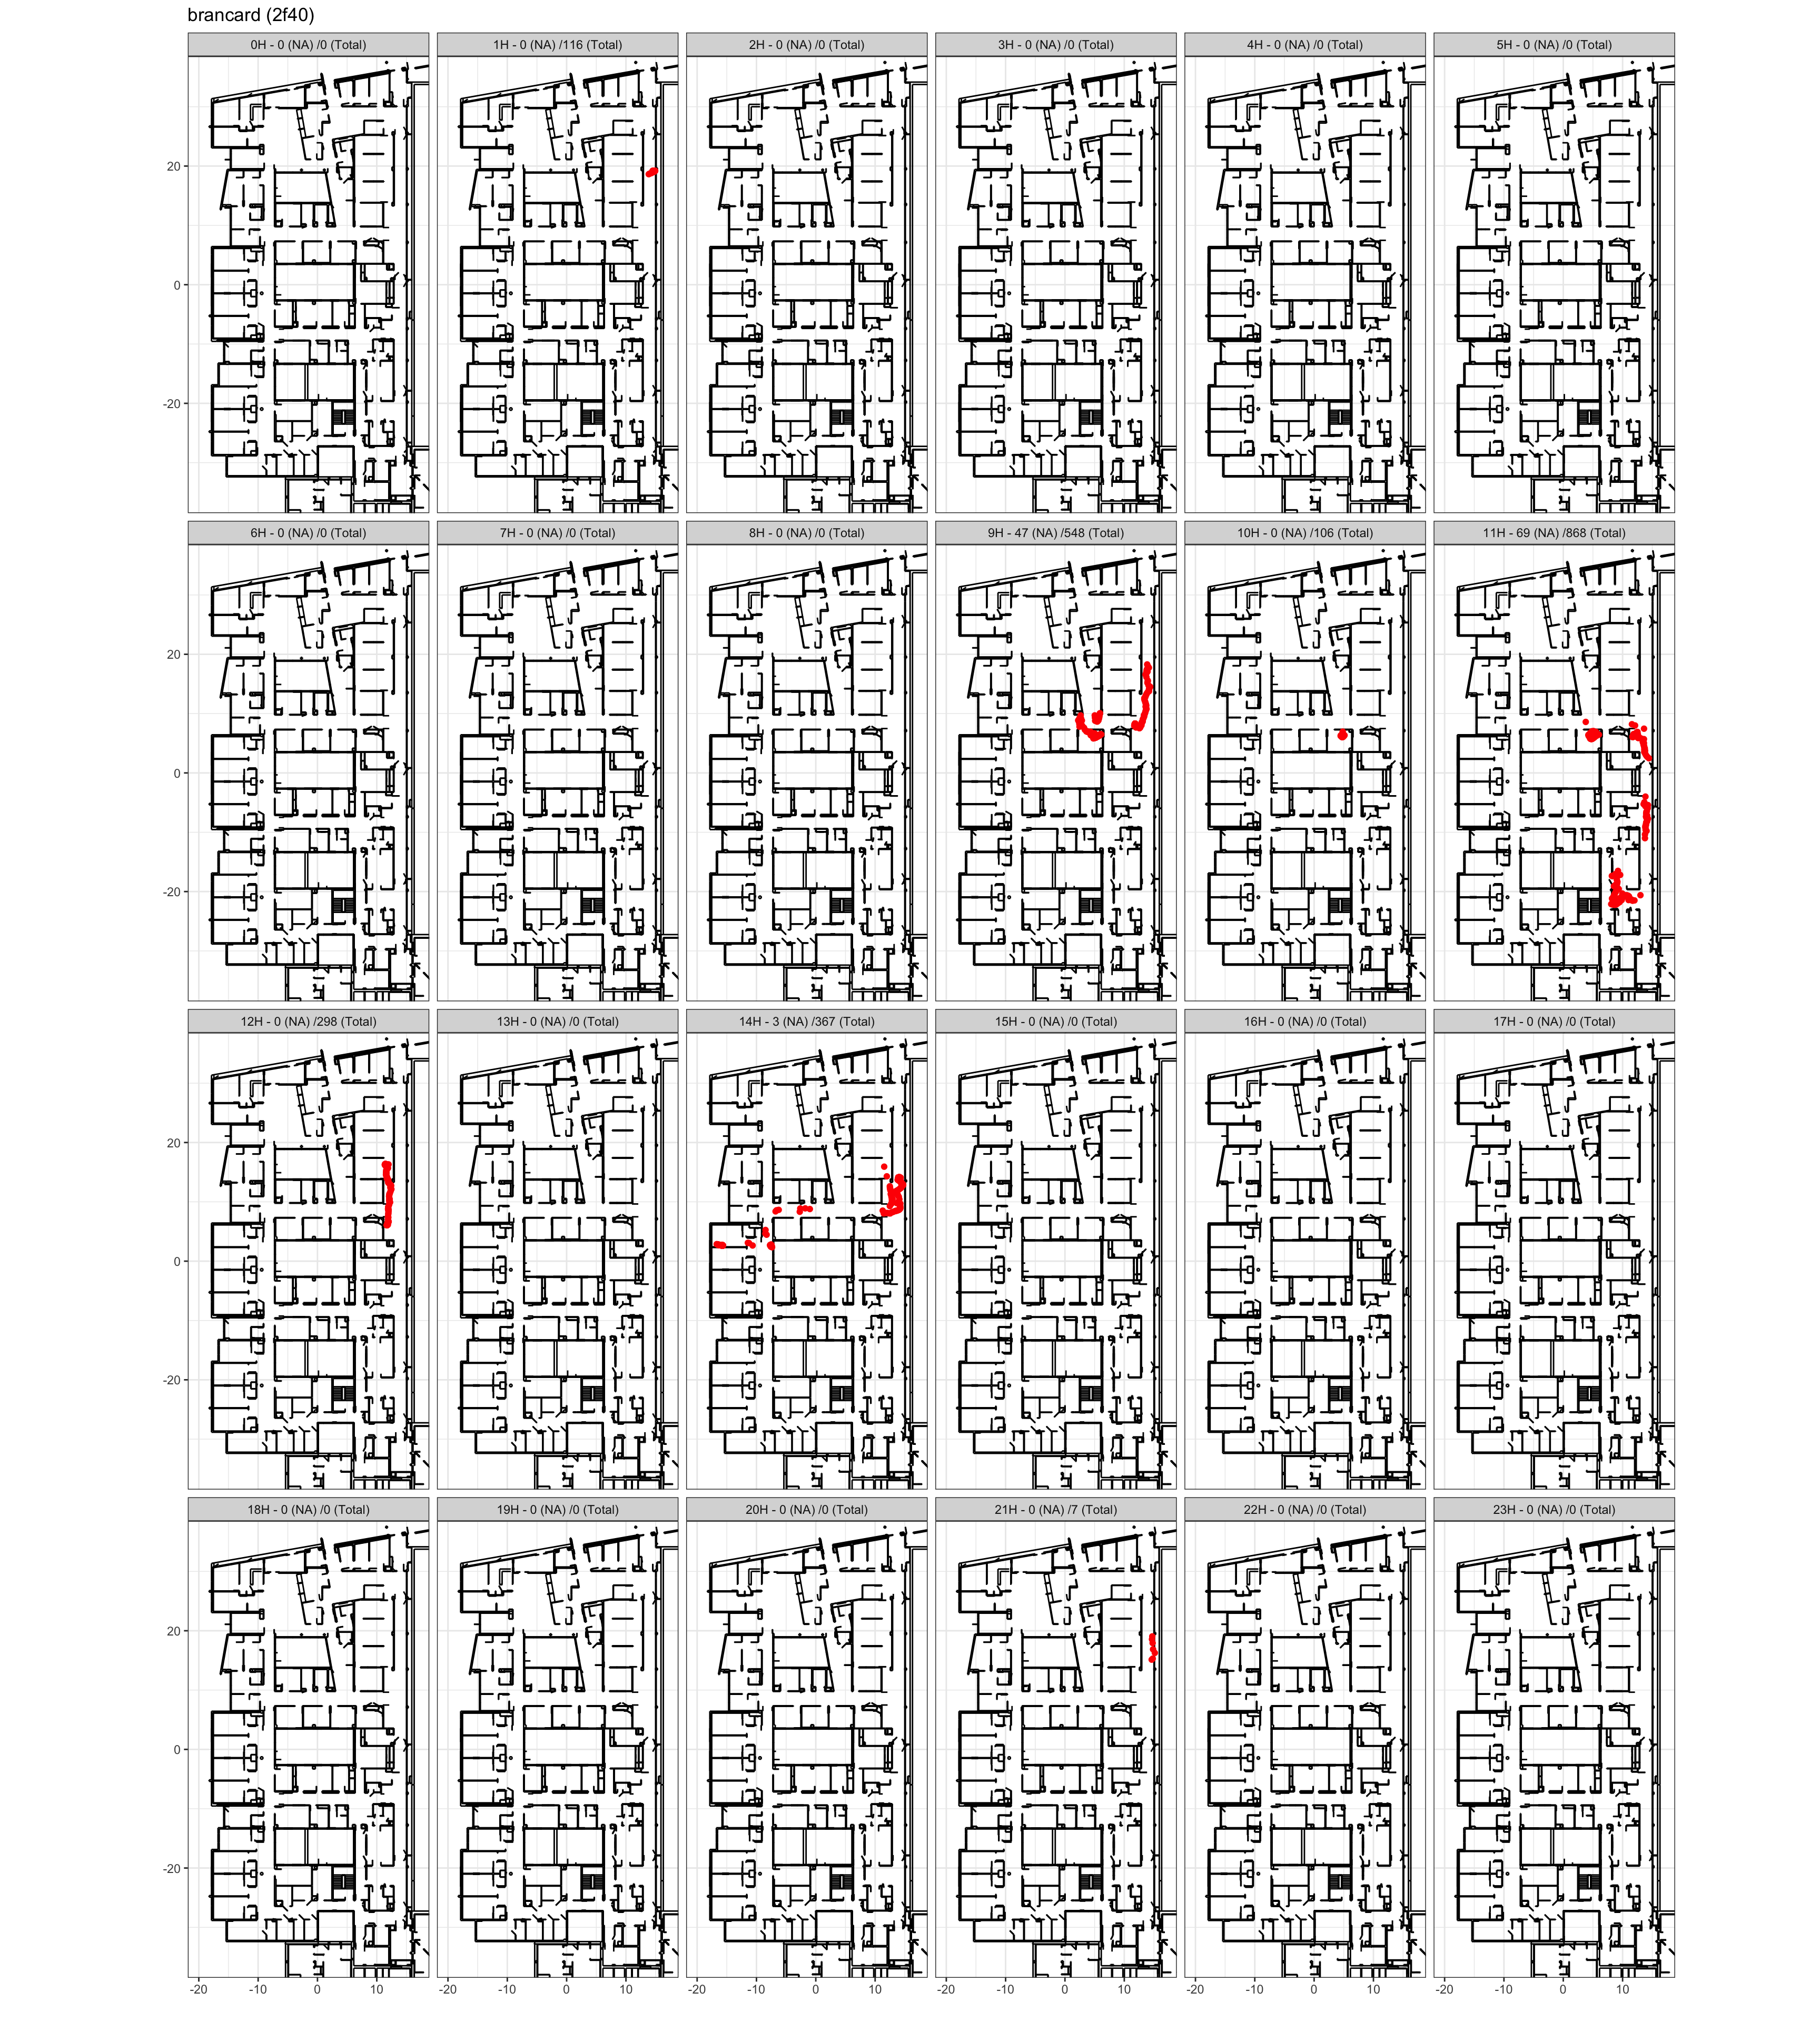 brancard (2f40)
0H - 0 (NA) /0 (Total) 1H - 0 (NA) /116 (Total) 2H - 0 (NA) /0 (Total) 3H - 0 (NA) /0 (Total) 4H - 0 (NA) /0 (Total) 5H - 0 (NA) /0 (Total)
20
0
-20
6H - 0 (NA) /0 (Total) 7H - 0 (NA) /0 (Total) 8H - 0 (NA) /0 (Total) 9H - 47 (NA) /548 (Total) 10H - 0 (NA) /106 (Total) 11H - 69 (NA) /868 (Total)
20
0
-20
12H - 0 (NA) /298 (Total) 13H - 0 (NA) /0 (Total) 14H - 3 (NA) /367 (Total) 15H - 0 (NA) /0 (Total) 16H - 0 (NA) /0 (Total) 17H - 0 (NA) /0 (Total)
20
0
-20
18H - 0 (NA) /0 (Total) 19H - 0 (NA) /0 (Total) 20H - 0 (NA) /0 (Total) 21H - 0 (NA) /7 (Total) 22H - 0 (NA) /0 (Total) 23H - 0 (NA) /0 (Total)
20
0
-20
-20 -10 0 10 -20 -10 0 10 -20 -10 0 10 -20 -10 0 10 -20 -10 0 10 -20 -10 0 10